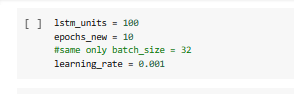 [ ] lstm_units = 100
epochs_new = 10
#same only batch_size = 32
learning_rate = 0.001